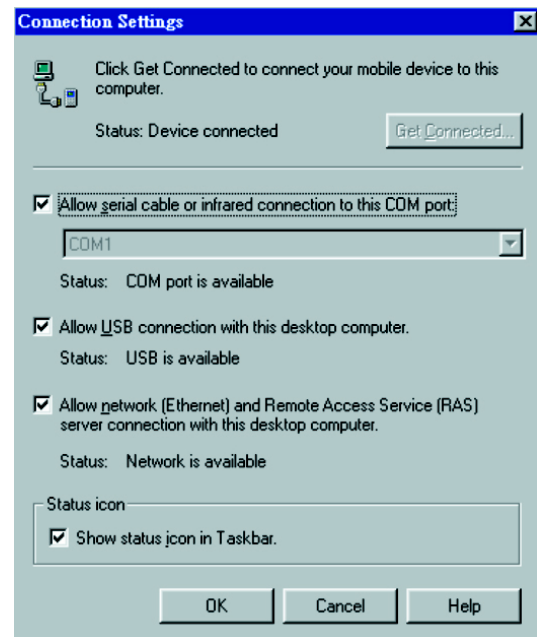 Connection Settings
Click Get Connected to connect your mobile device to this
computer.
Status: Device connected
Get Connected...
Allow serial cable or infrared connection to this COM port:
COM1
Status: COM port is available
Allow USB connection with this desktop computer.
Status: USB is available
Allow network (Ethernet) and Remote Access Service (RAS)
server connection with this desktop computer.
Status: Network is available
Status icon
Show status icon in Taskbar.
OK Cancel Help